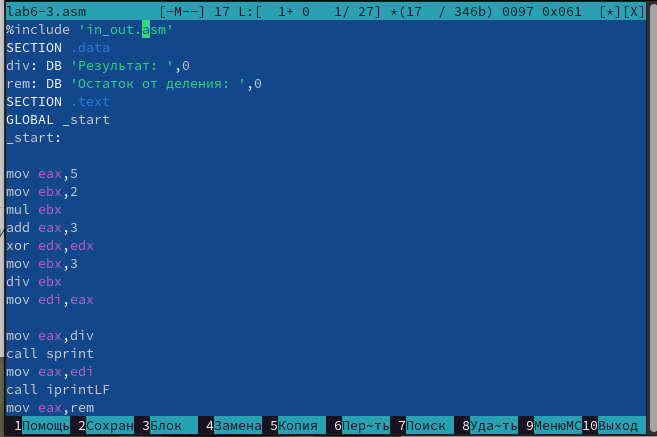 lab6-3.asm [-M--] 17 L:[ 1+ 0 1/ 27] *(17 / 346b) 0097 0x061 [*][X]
%include 'in_out.asm'
SECTION .data
div: DB 'Результат: ',0
rem: DB 'Остаток от деления: ',0
SECTION .text
GLOBAL _start
_start:
mov eax,5
mov ebx,2
mul ebx
add eax,3
xor edx,edx
mov ebx,3
div ebx
mov edi,eax
mov eax,div
call sprint
mov eax,edi
call iprintLF
mov eax,rem
1Помощь 2Сохран 3Блок 4Замена 5Копия 6Пер~ть 7Поиск 8Уда~ть 9МенюMC 10Выход